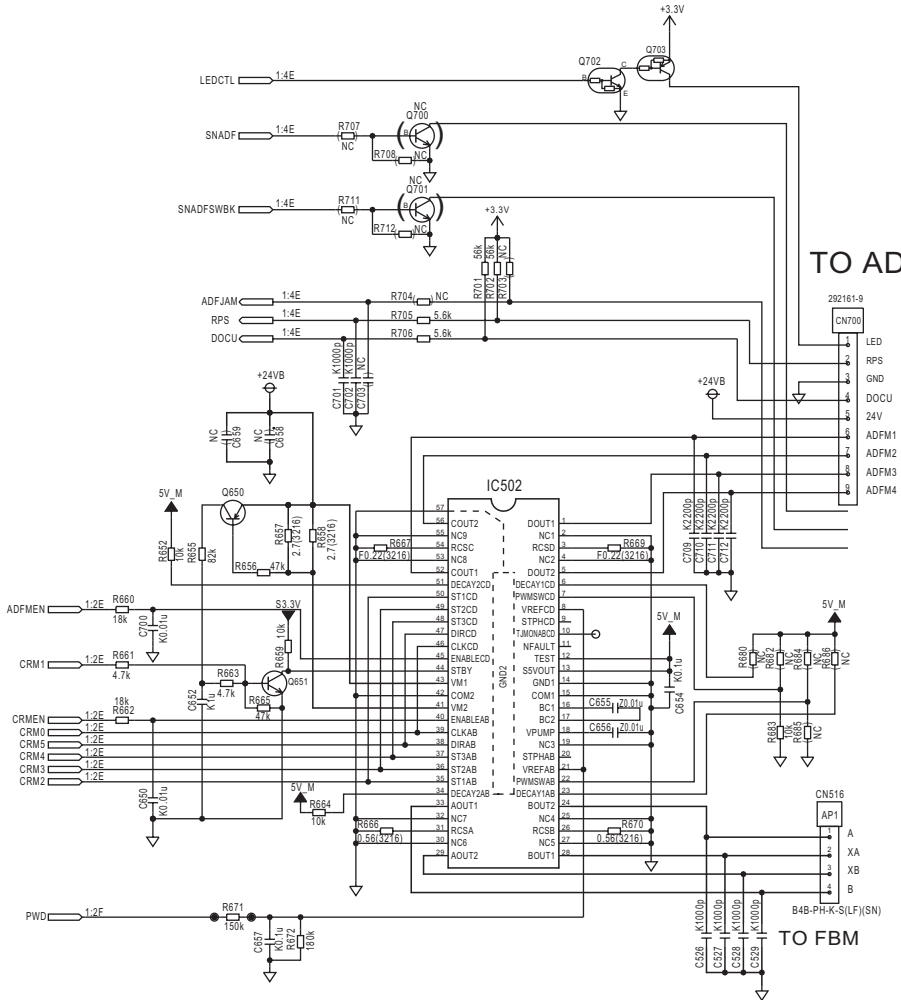 +3.3V
Q702
Q703
C
B
E
LEDCTL 1:4E
NC
Q700
SNADF 1:4E
R707
NC
B
R708 NC
NC
Q701
SNADFSWBK 1:4E
R711
NC
B
R712 NC
+3.3V
56k
56k
NC
R701
R702
R703
TO AD
292161-9
CN700
ADFJAM 1:4E
R704 NC
RPS 1:4E
R705 5.6k
DOCU 1:4E
R706 5.6k
1 LED
2 RPS
3 GND
4 DOCU
5 24V
6 ADFM1
7 ADFM2
8 ADFM3
9 ADFM4
K1000p
K1000p
NC
C701
C702
C703
+24VB
+24VB
NC
C659
NC
C658
5V_M
Q650
R652
10k
R655
82k
R656 47k
R657
2.7(3216)
R658
2.7(3216)
IC502
GND2
57
56 COUT2
55 NC9
54 RCSC
53 NC8
52 COUT1
51 DECAY2CD
50 ST1CD
49 ST2CD
48 ST3CD
47 DIRCD
46 CLKCD
45 ENABLECD
44 STBY
43 VM1
42 COM2
41 VM2
40 ENABLEAB
39 CLKAB
38 DIRAB
37 ST3AB
36 ST2AB
35 ST1AB
34 DECAY2AB
33 AOUT1
32 NC7
31 RCSA
30 NC6
29 AOUT2
DOUT1 1
NC1 2
RCSD 3
NC2 4
DOUT2 5
DECAY1CD 6
PWMSWCD 7
VREFCD 8
STPHCD 9
TJMONABCD 10
NFAULT 11
TEST 12
S5VOUT 13
GND1 14
COM1 15
BC1 16
BC2 17
VPUMP 18
NC3 19
STPHAB 20
VREFAB 21
PWMSWAB 22
DECAY1AB 23
BOUT2 24
NC4 25
RCSB 26
NC5 27
BOUT1 28
R667
F0.22(3216)
R669
F0.22(3216)
K2200p
K2200p
K2200p
K2200p
C709
C710
C711
C712
ADFMEN 1:2E
R660
18k
C700
K0.01u
S3.3V
R659
10k
CRM1 1:2E
R661
4.7k
R663
4.7k
Q651
R665
47k
C652
K1u
18k
CRMEN 1:2E
R662
CRM0 1:2E
CRM5 1:2E
CRM4 1:2E
CRM3 1:2E
CRM2 1:2E
C650
K0.01u
5V_M
R664
10k
5V_M
K0.1u
C654
C655 Z0.01u
C656 Z0.01u
5V_M
R680
NC
R682
NC
R684
NC
R686
NC
R683
10k
R685
NC
R666
0.56(3216)
R670
0.56(3216)
CN516
AP1
1 A
2 XA
3 XB
4 B
B4B-PH-K-S(LF)(SN)
TO FBM
K1000p
K1000p
K1000p
K1000p
C526
C527
C528
C529
PWD 1:2F
R671
150k
C657
K0.1u
R672
180k